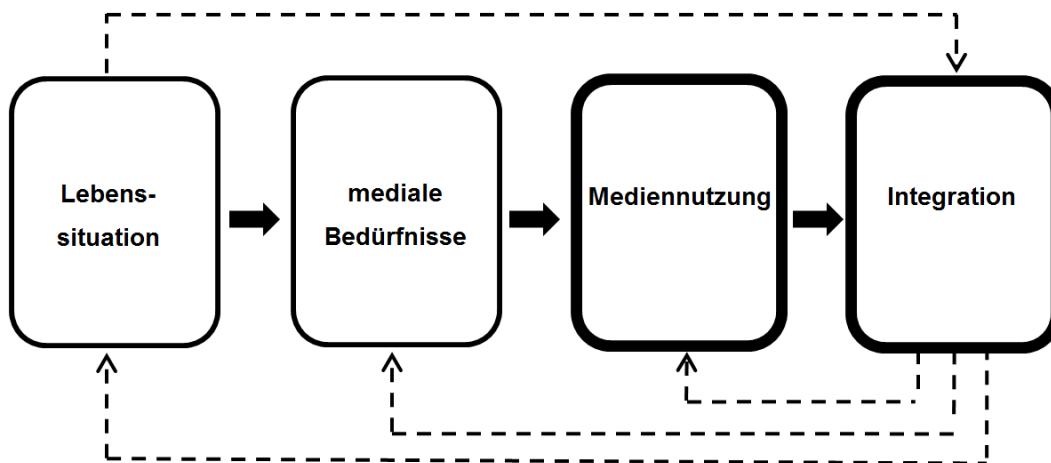 Lebens-
situation
mediale
Bedürfnisse
Mediennutzung
Integration